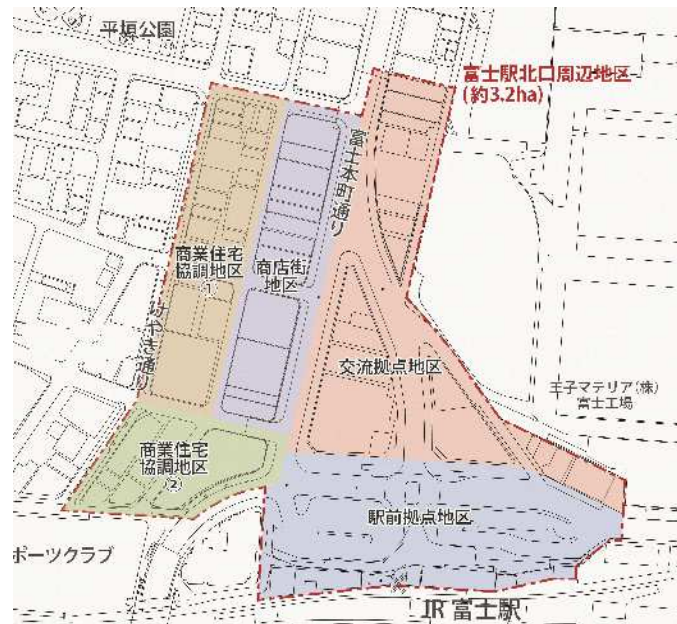 平垣公園
富士駅北口周辺地区
(約3.2ha)
富士本町通り
商業住宅
協調地区
①
商店街
地区
けやき通り
交流拠点地区
王子マテリア(株)
富士工場
商業住宅
協調地区
②
駅前拠点地区
ポーツクラブ
JR 富士駅